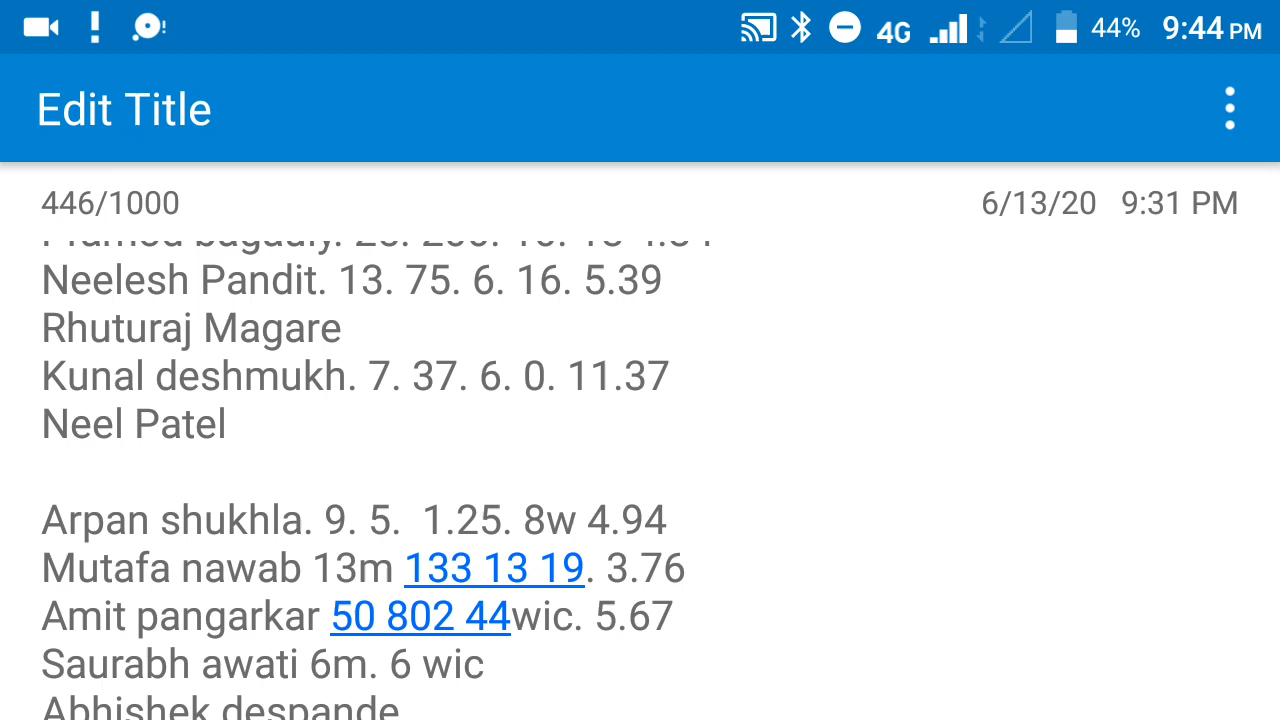 4G 44% 9:44 PM
Edit Title
446/1000 6/13/20 9:31 PM
Neelesh Pandit. 13. 75. 6. 16. 5.39
Rhuturaj Magare
Kunal deshmukh. 7. 37. 6. 0. 11.37
Neel Patel
Arpan shukhla. 9. 5.  1.25. 8w 4.94
Mutafa nawab 13m 133 13 19. 3.76
Amit pangarkar 50 802 44wic. 5.67
Saurabh awati 6m. 6 wic
Abhishek despande